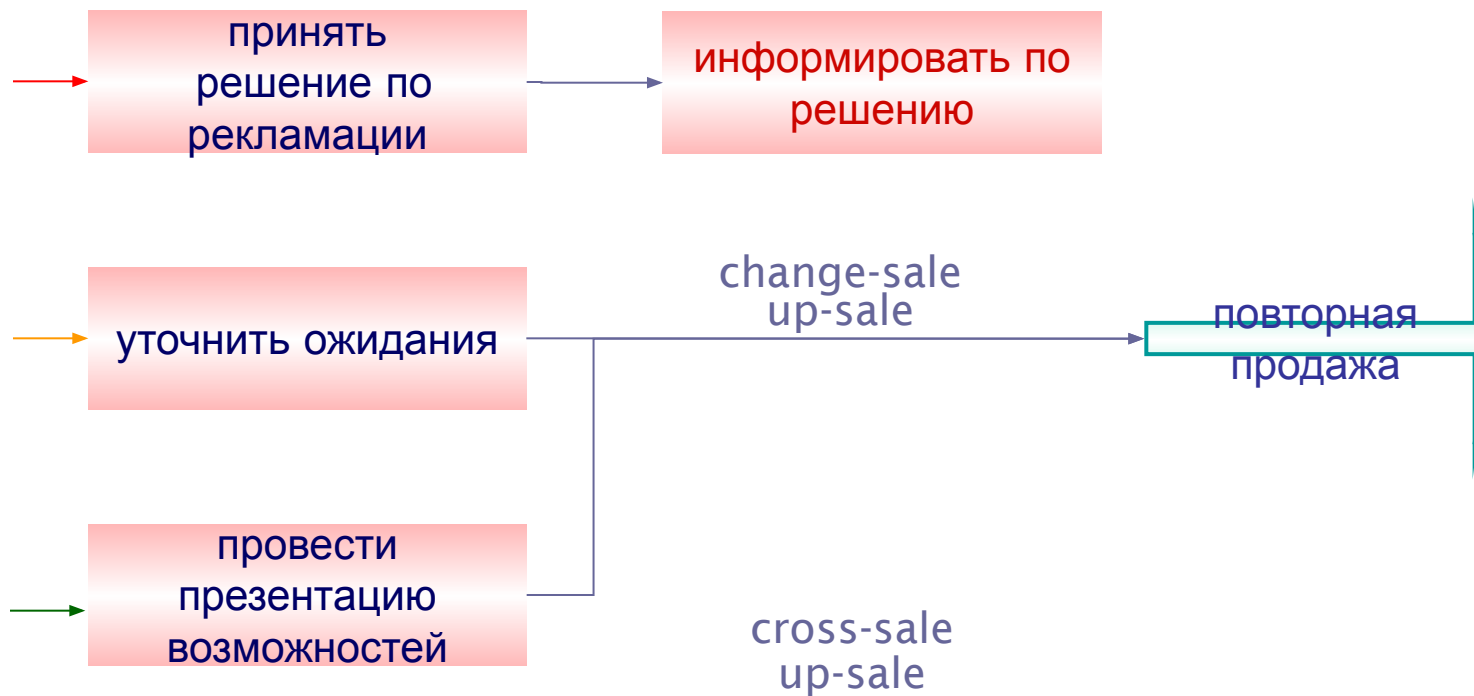 принять
решение по
рекламации
информировать по
решению
уточнить ожидания
change-sale
up-sale
повторная
продажа
провести
презентацию
возможностей
cross-sale
up-sale